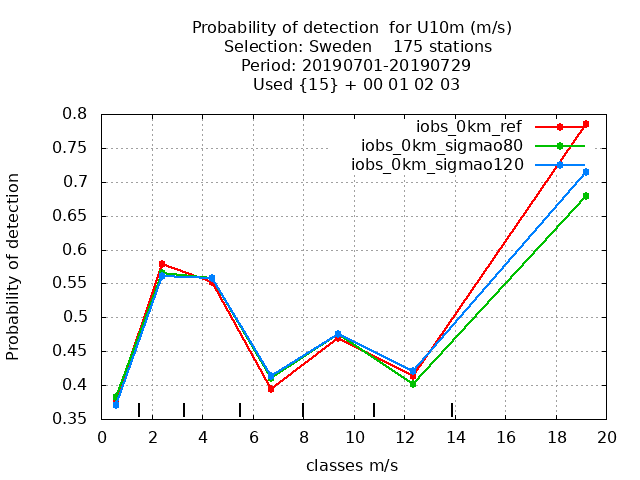 Probability of detection  for U10m (m/s)
Selection: Sweden    175 stations
Period: 20190701-20190729
Used {15} + 00 01 02 03
Probability of detection
0.8
0.75
0.7
0.65
0.6
0.55
0.5
0.45
0.4
0.35
iobs_0km_ref
iobs_0km_sigmao80
iobs_0km_sigmao120
0 2 4 6 8 10 12 14 16 18 20
classes m/s